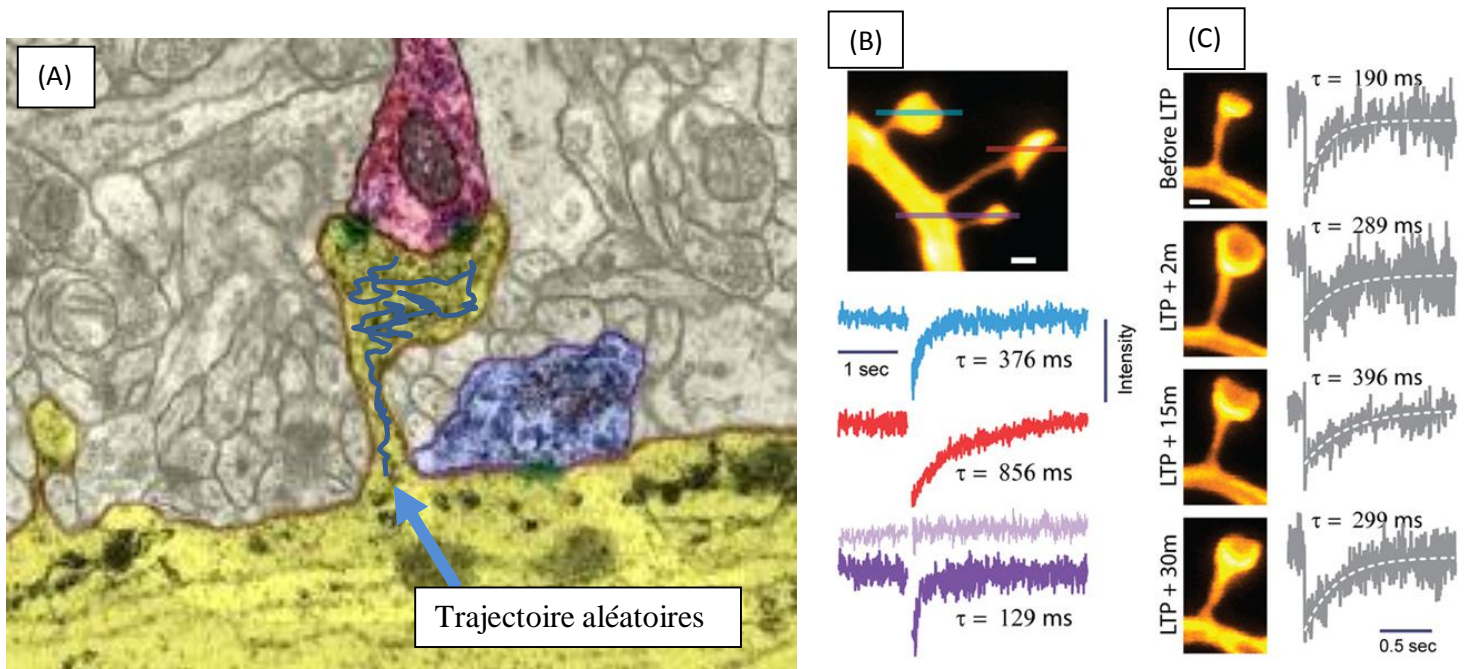 (A)
Trajectoire aléatoires
(B)
1 sec
τ = 376 ms
Intensity
τ = 856 ms
τ = 129 ms
(C)
Before LTP
τ = 190 ms
LTP + 2m
τ = 289 ms
LTP + 15m
τ = 396 ms
LTP + 30m
τ = 299 ms
0.5 sec